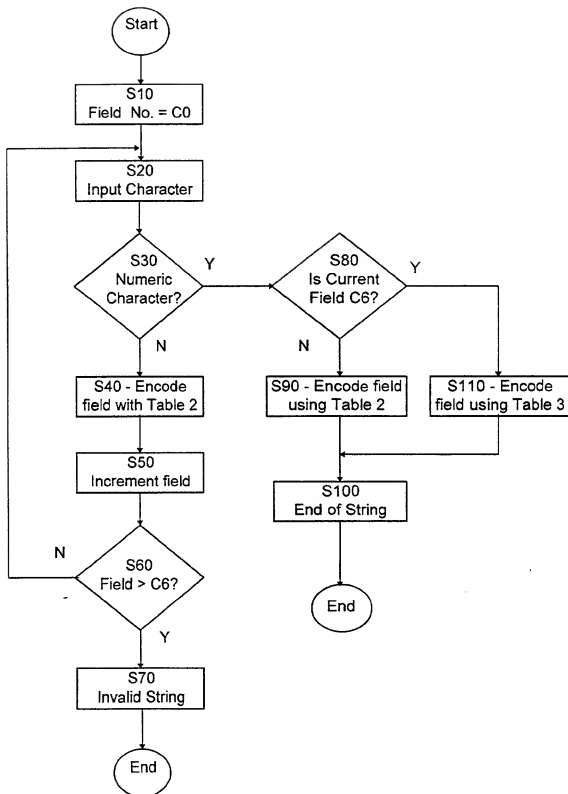 Start
S10
Field No. = C0
S20
Input Character
S30
Numeric
Character?
Y
N
S80
Is Current
Field C6?
Y
N
S40 - Encode
field with Table 2
S90 - Encode field
using Table 2
S110 - Encode
field using Table 3
S50
Increment field
S100
End of String
S60
Field > C6?
N
Y
End
S70
Invalid String
End